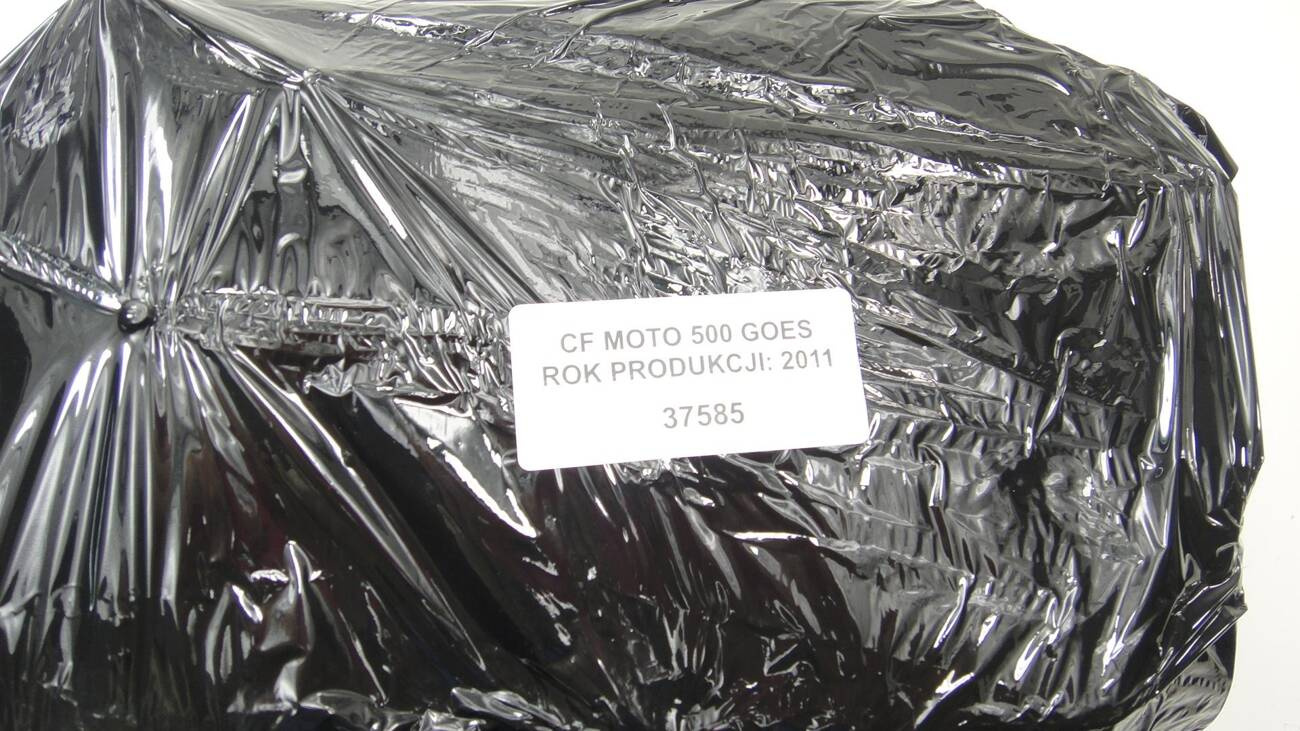 CF MOTO 500 GOES
ROK PRODUKCJI: 2011
37585